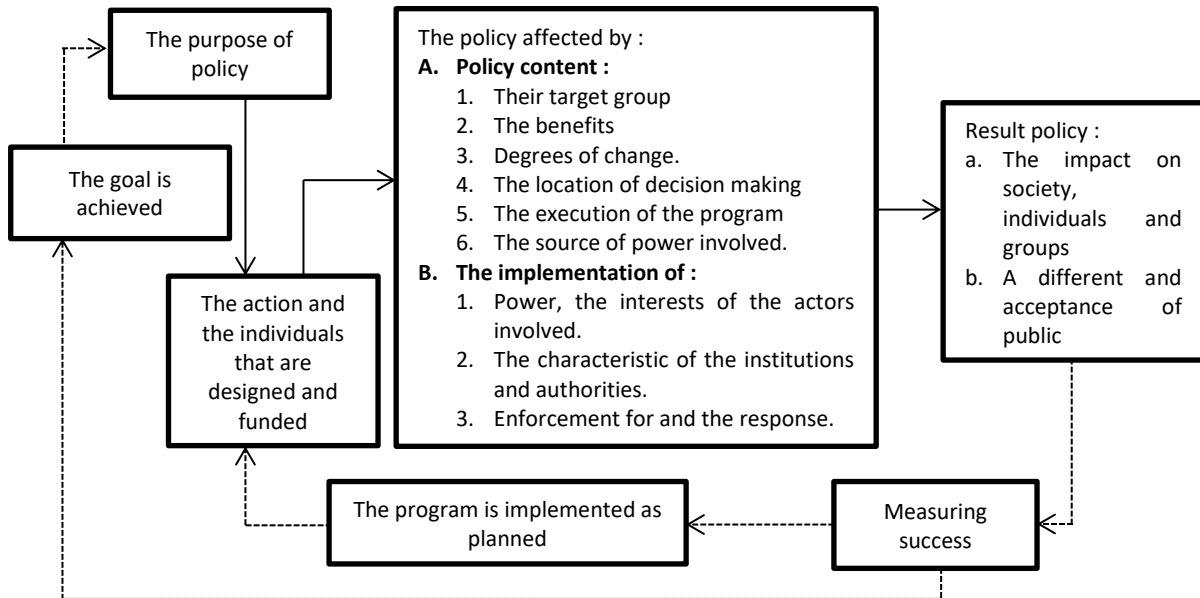 The purpose of
policy
The goal is
achieved
The action and
the individuals
that are
designed and
funded
The policy affected by :
A. Policy content :
1. Their target group
2. The benefits
3. Degrees of change.
4. The location of decision making
5. The execution of the program
6. The source of power involved.
B. The implementation of :
1. Power, the interests of the actors
involved.
2. The characteristic of the institutions
and authorities.
3. Enforcement for and the response.
Result policy :
a. The impact on
society,
individuals and
groups
b. A different and
acceptance of
public
The program is implemented as
planned
Measuring
success